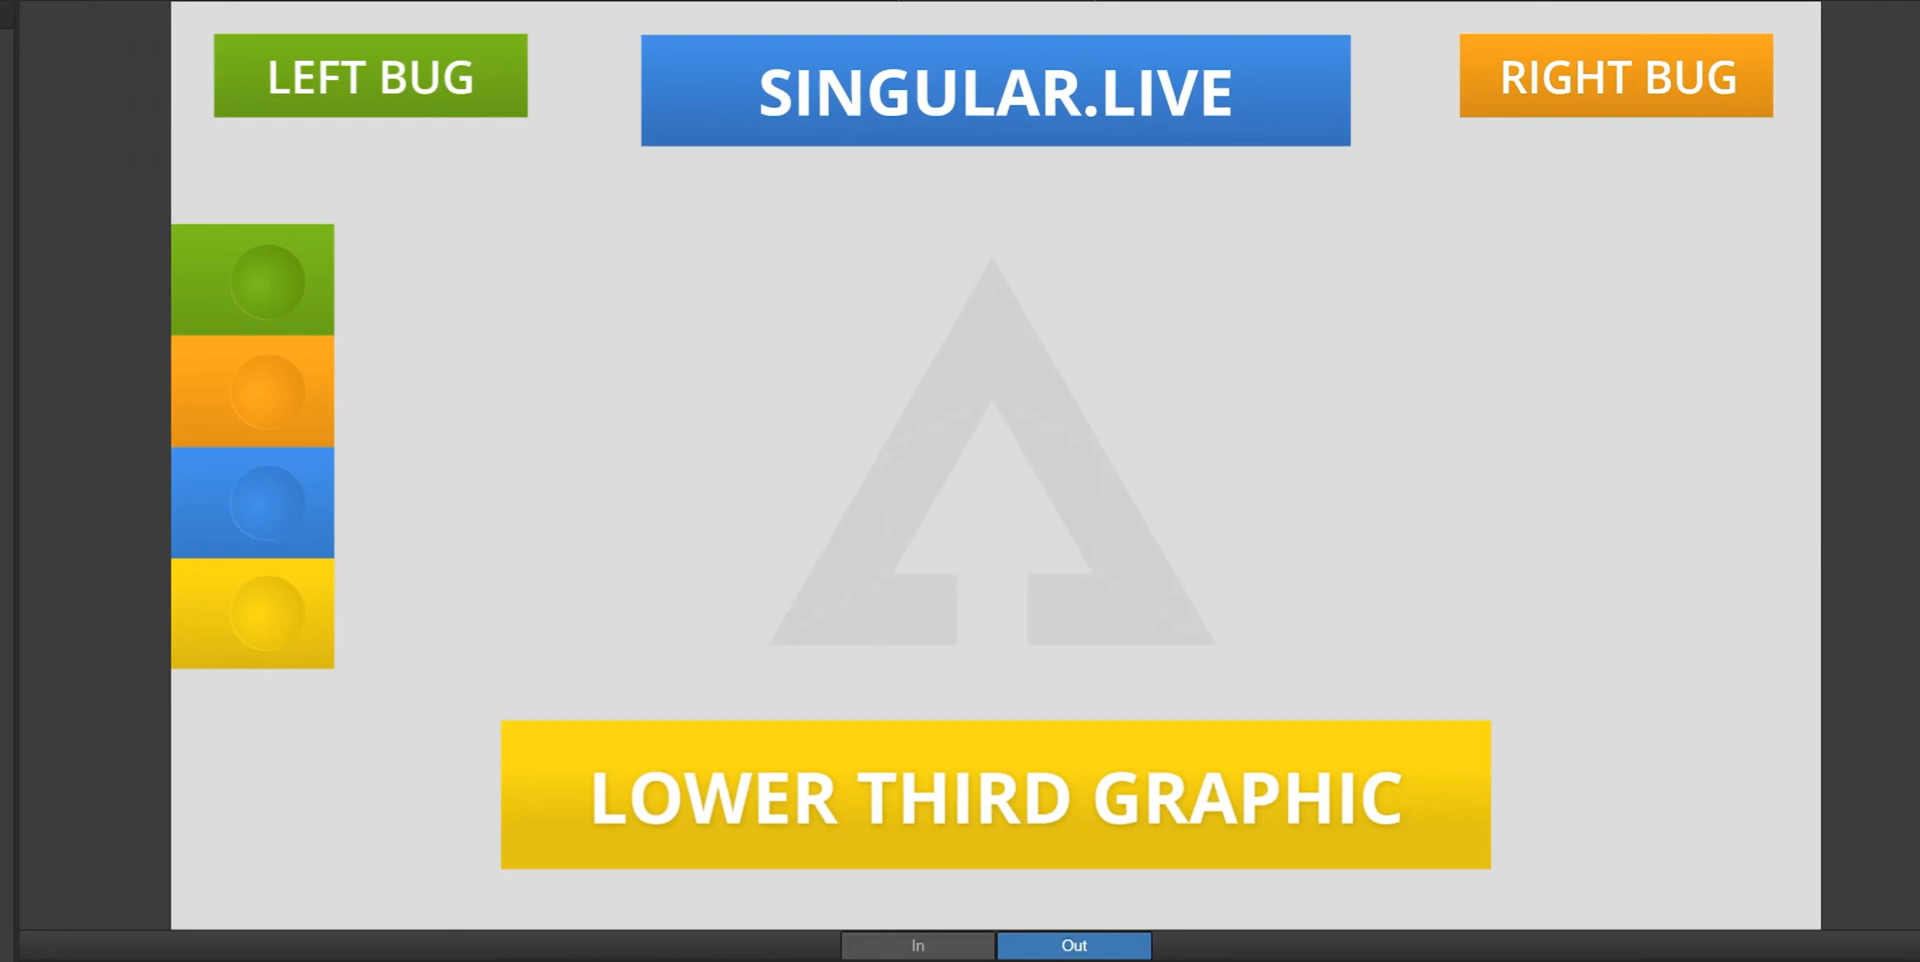 LEFT BUG
SINGULAR.LIVE
RIGHT BUG
LOWER THIRD GRAPHIC
In
Out